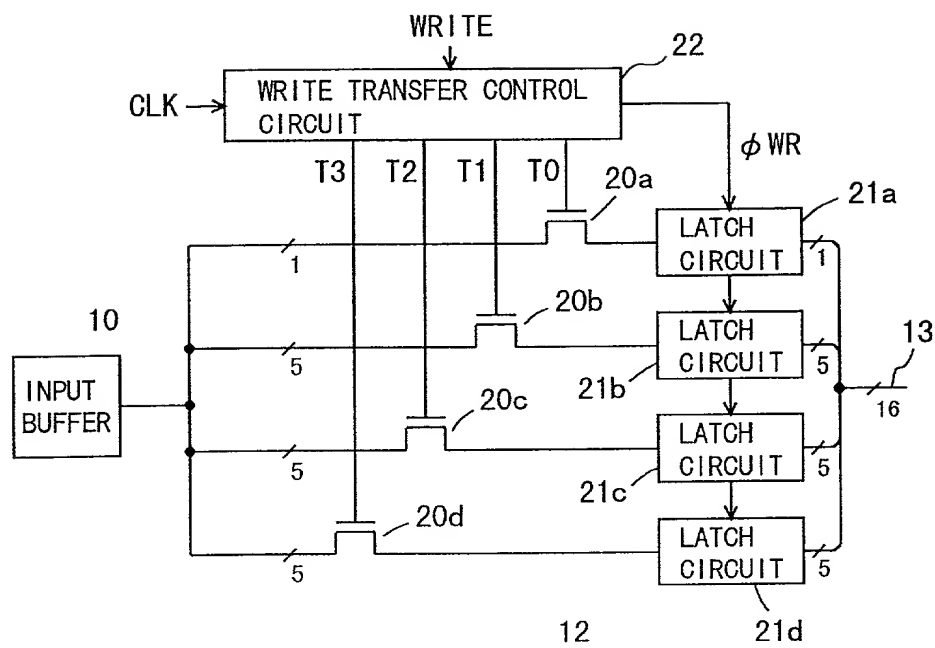 WRITE
22
CLK
WRITE TRANSFER CONTROL
CIRCUIT
φWR
T3
T2
T1
T0
20a
21a
LATCH
CIRCUIT
1
1
10
20b
LATCH
CIRCUIT
13
5
5
INPUT
BUFFER
21b
16
20c
LATCH
CIRCUIT
5
5
21c
20d
LATCH
CIRCUIT
5
5
12
21d